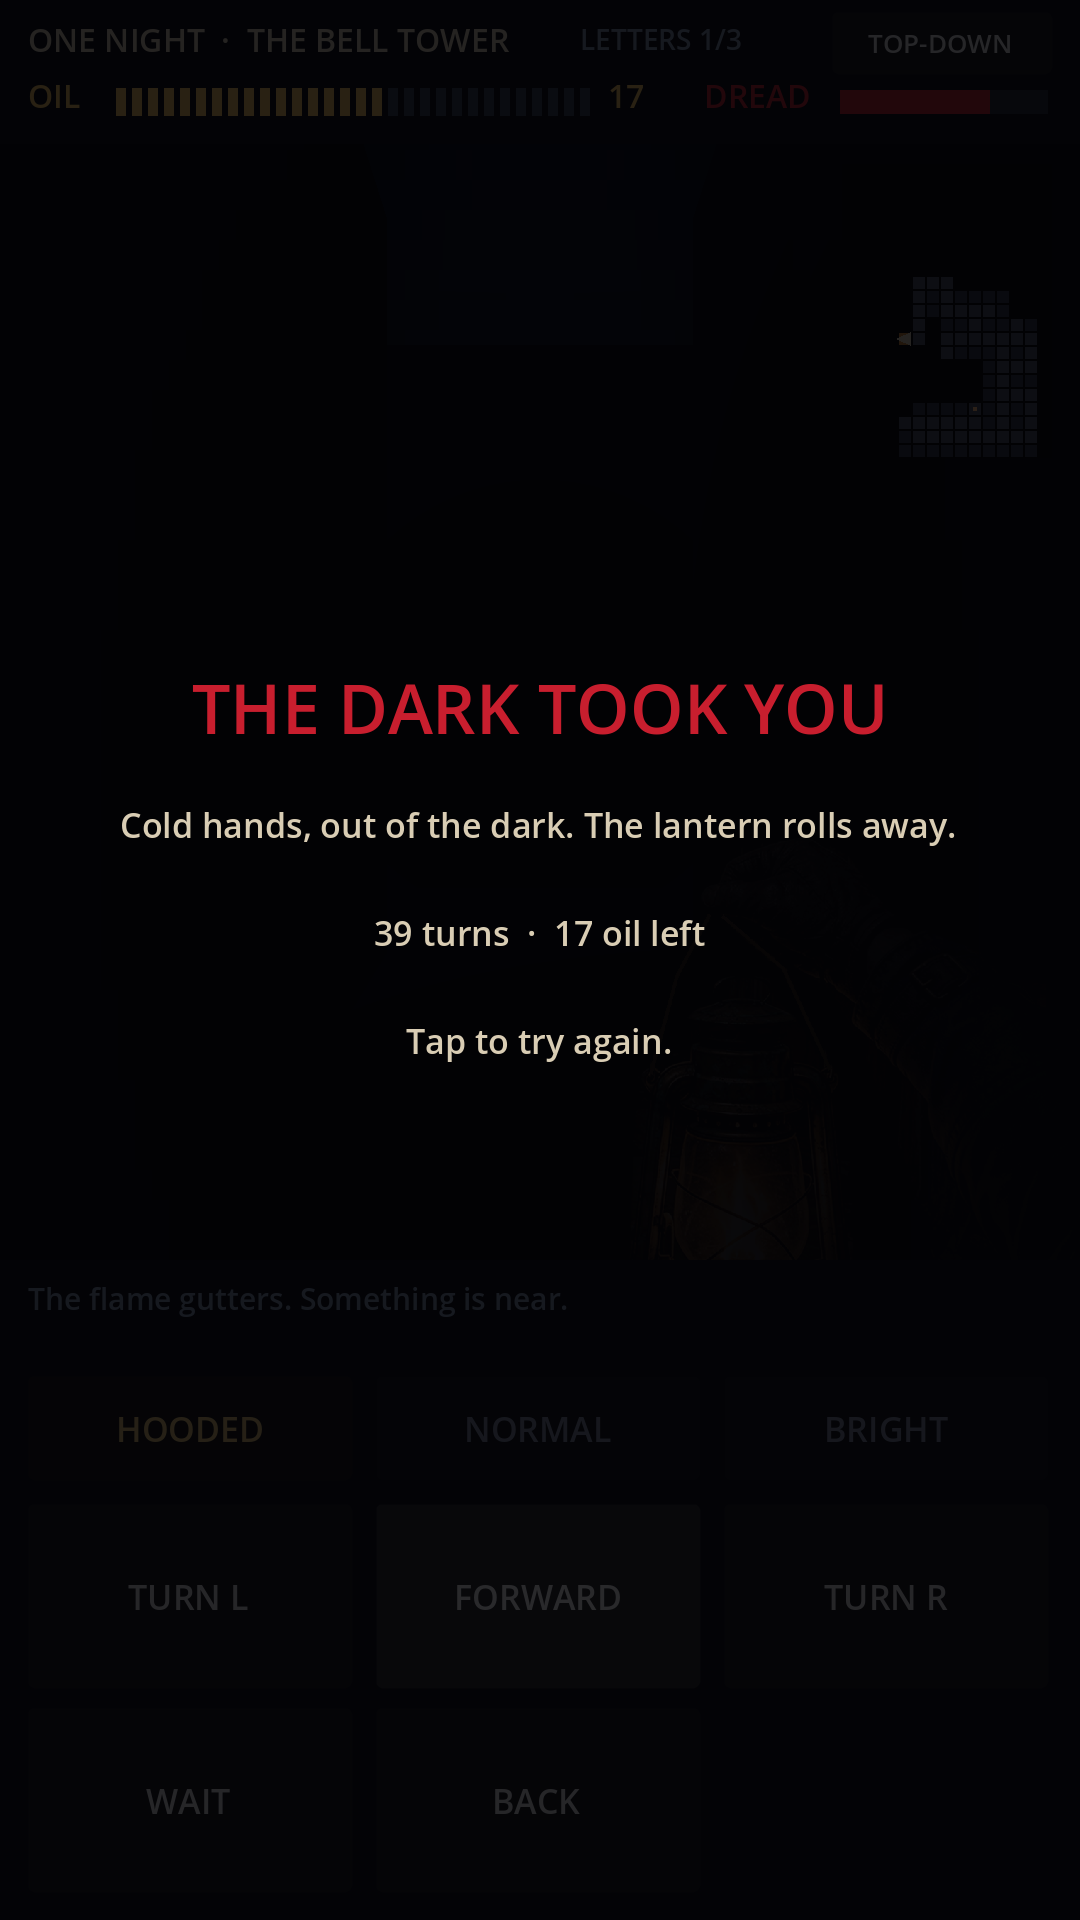 ONE NIGHT · THE BELL TOWER LETTERS 1/3 TOP-DOWN
OIL 17 DREAD
THE DARK TOOK YOU
Cold hands, out of the dark. The lantern rolls away.
39 turns · 17 oil left
Tap to try again.
The flame gutters. Something is near.
HOODED NORMAL BRIGHT
TURN L FORWARD TURN R
WAIT BACK